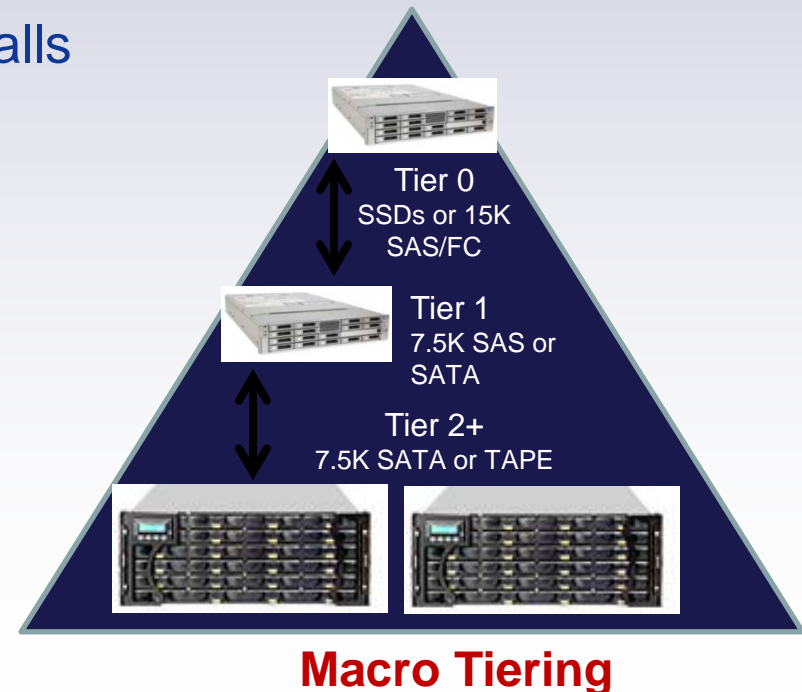 alls
Tier 0
SSDs or 15K
SAS/FC
Tier 1
7.5K SAS or
SATA
Tier 2+
7.5K SATA or TAPE
Macro Tiering